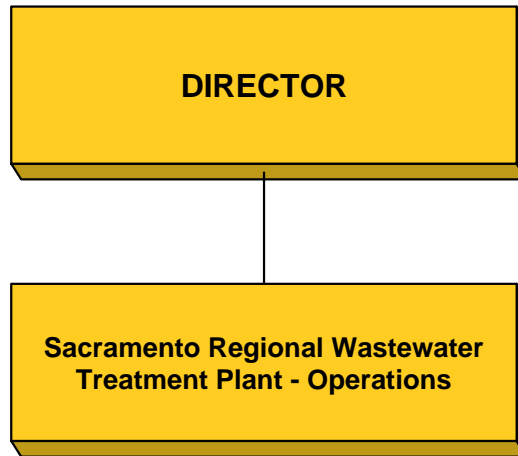 DIRECTOR
Sacramento Regional Wastewater
Treatment Plant - Operations